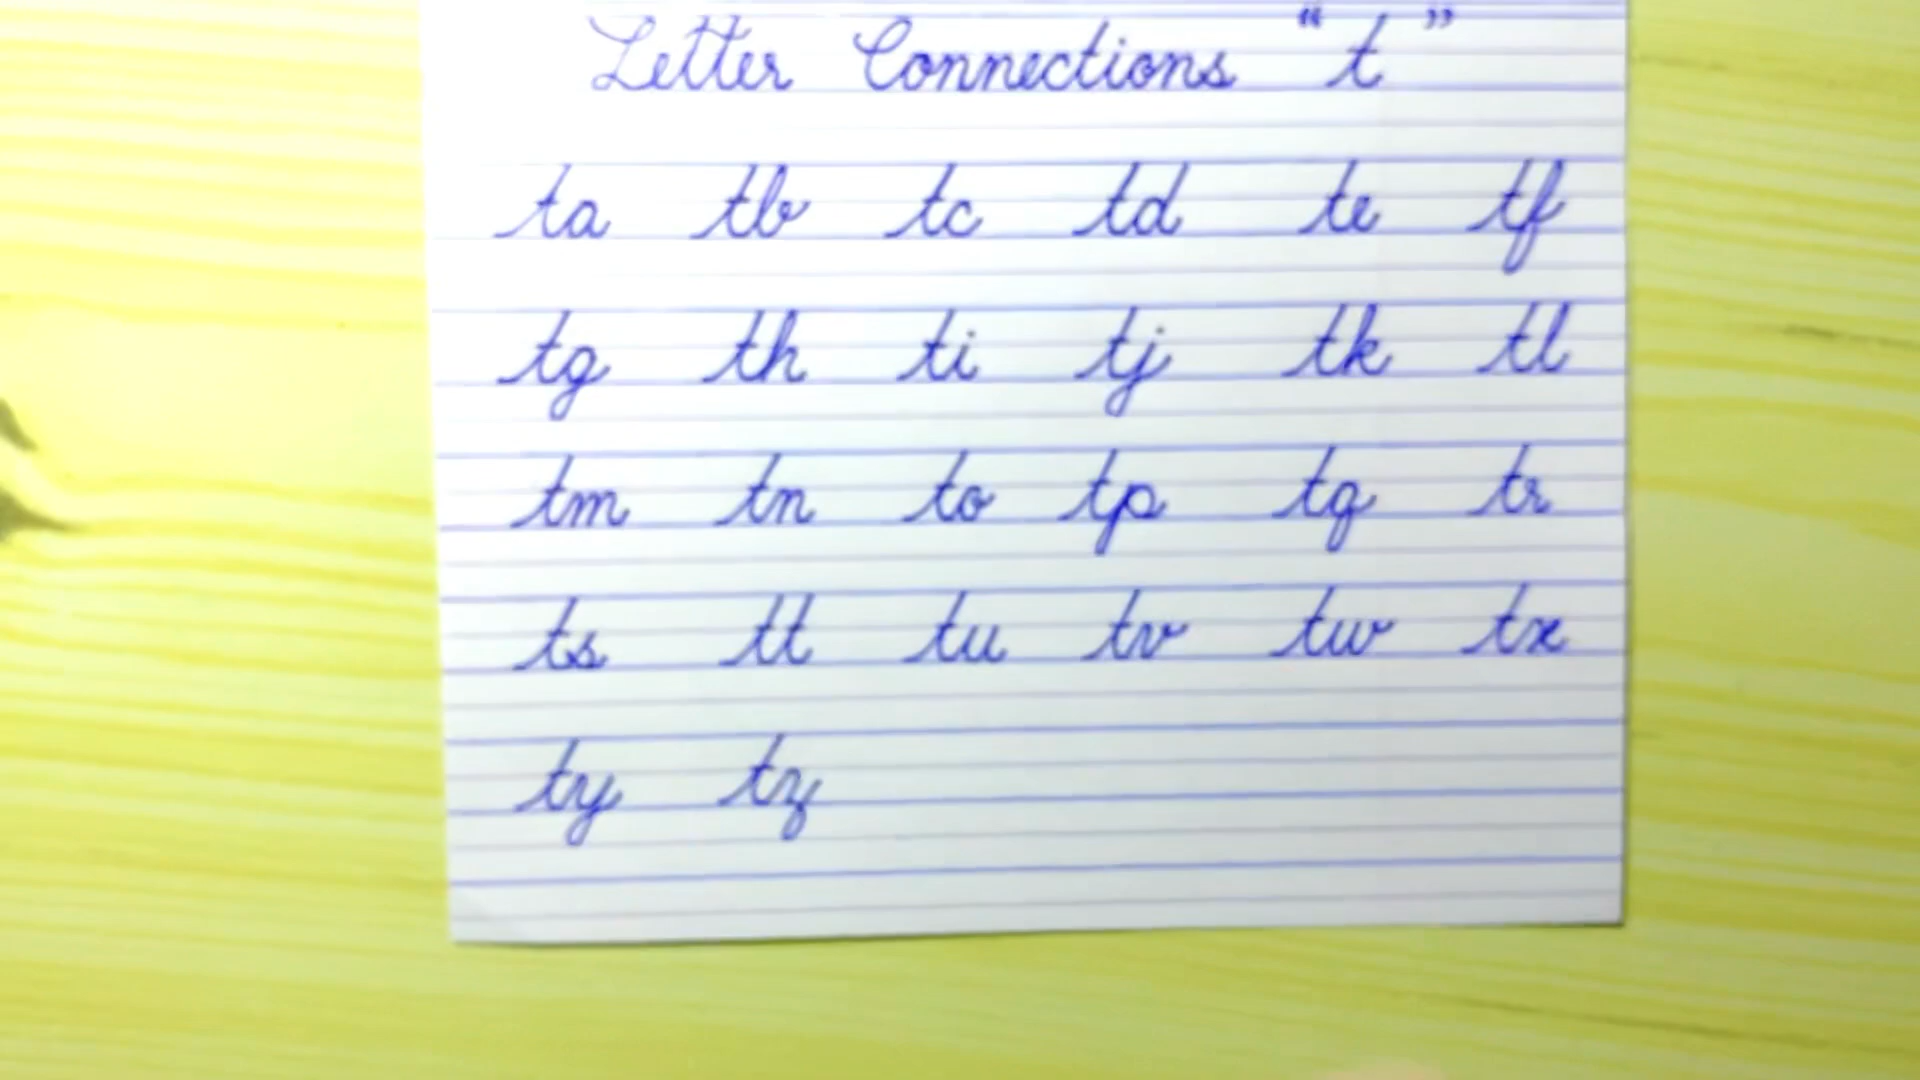 Letter Connections “t”
ta tb tc td te tf
tg th ti tj tk tl
tm tn to tp tq tr
ts tt tu tv tw tx
ty tz